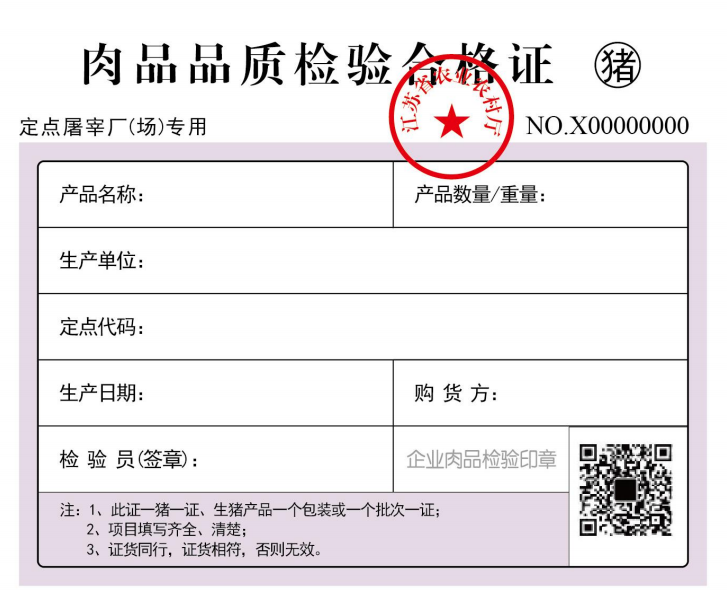 肉品品质检验合格证 猪
江苏省农业农村厅
定点屠宰厂(场)专用 NO.X00000000
产品名称： 产品数量/重量：
生产单位：
定点代码：
生产日期： 购 货 方：
检 验 员(签章)： 企业肉品检验印章
注：1、此证一猪一证、生猪产品一个包装或一个批次一证；
2、项目填写齐全、清楚；
3、证货同行，证货相符，否则无效。